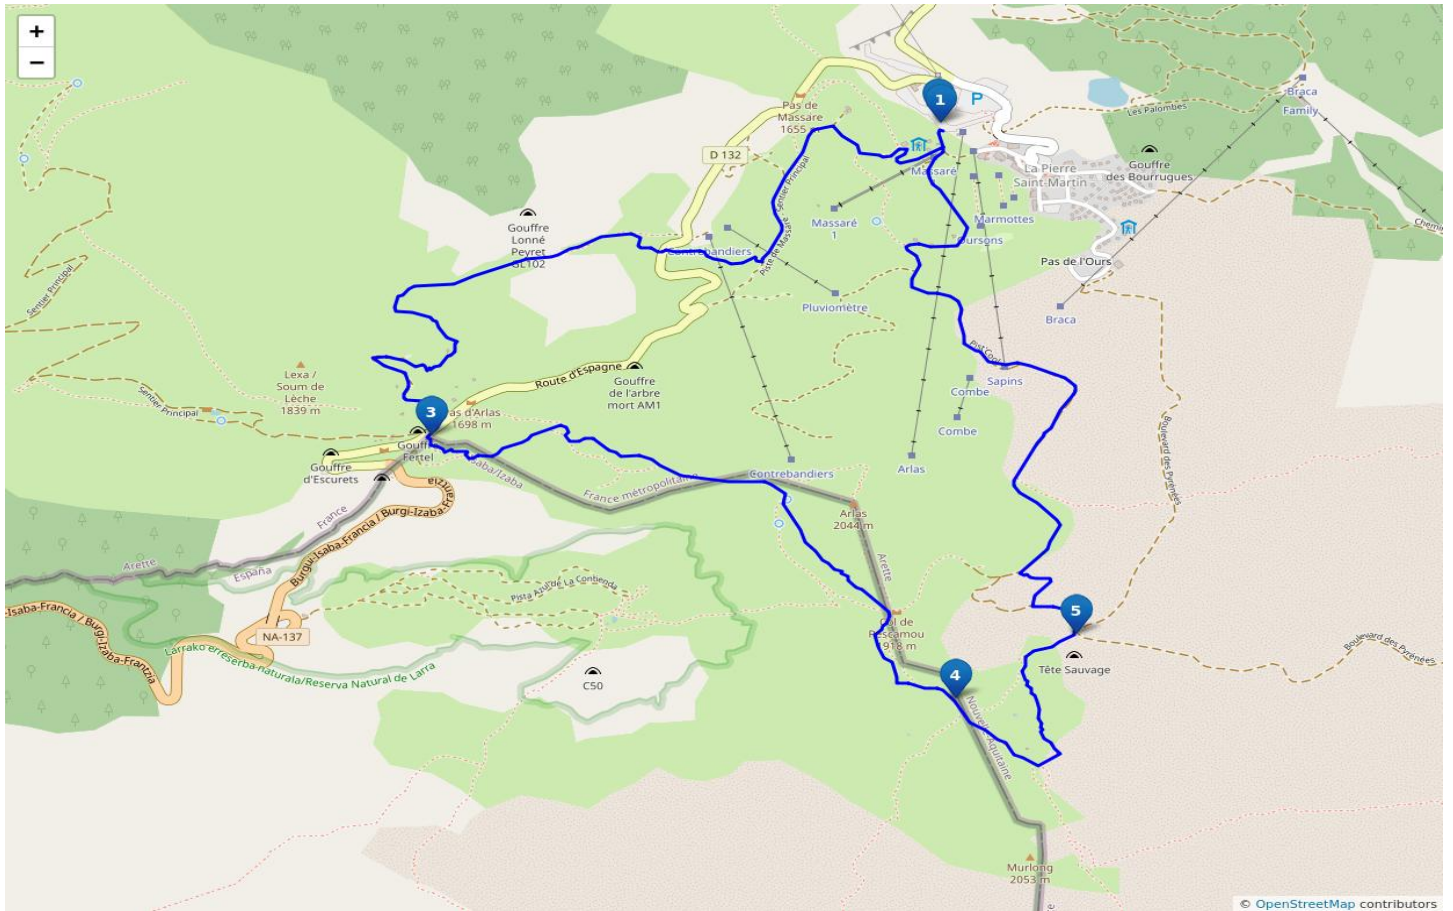 +
−
1
P
Pas de
Massare
1655
D 132
Sentier Principal
Piste de Massare
Massaré
Massaré
1
La Pierre
Saint-Martin
Gouffre
des Bourrugues
Les Palombes
Braca
Family
Marmottes
Oursons
Pas de l'Ours
Braca
Gouffre
Lonné
Peyret
GL102
Contrebandiers
Pluviomètre
Sentier Principal
Lexa /
Soum de
Lèche
1839 m
Sentier Principal
Route d'Espagne
Gouffre
de l'arbre
mort AM1
Sapins
Combe
Combe
Arlas
Boulevard des Pyrénées
3
Pas d'Arlas
1698 m
Fertel
Gouffre
d'Escurets
Isaba/Izaba
France métropolitaine
Contrebandiers
Arlas
2044 m
Arette
France
Arette
España
Burgui-Isaba-Francia / Burgi-Izaba-Frantzia
-Isaba-Francia / Burgi-Izaba-Frantzia
NA-137
Pista Azul de La Contienda
Larrako erreserba naturala/Reserva Natural de Larra
C50
Col de
Pescamou
918 m
4
5
Tête Sauvage
Boulevard des Pyrénées
Nouvelle-Aquitaine
Murlong
2053 m
© OpenStreetMap contributors